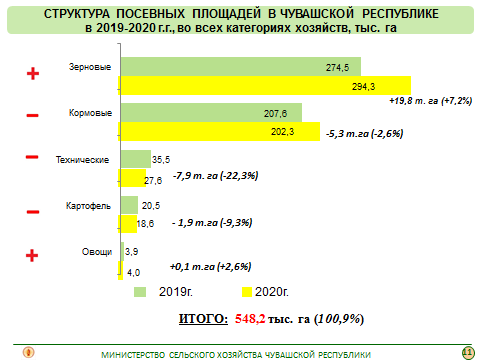 СТРУКТУРА ПОСЕВНЫХ ПЛОЩАДЕЙ В ЧУВАШСКОЙ РЕСПУБЛИКЕ
в 2019-2020 г.г., во всех категориях хозяйств, тыс. га
+ Зерновые 274,5
294,3
+19,8 т.га (+7,2%)
− Кормовые 207,6
202,3 -5,3 т.га (-2,6%)
− Технические 35,5
27,6 -7,9 т.га (-22,3%)
− Картофель 20,5
18,6 - 1,9 т.га (-9,3%)
+ Овощи 3,9
4,0 +0,1 т.га (+2,6%)
2019г. 2020г.
ИТОГО: 548,2 тыс. га (100,9%)
МИНИСТЕРСТВО СЕЛЬСКОГО ХОЗЯЙСТВА ЧУВАШСКОЙ РЕСПУБЛИКИ 11